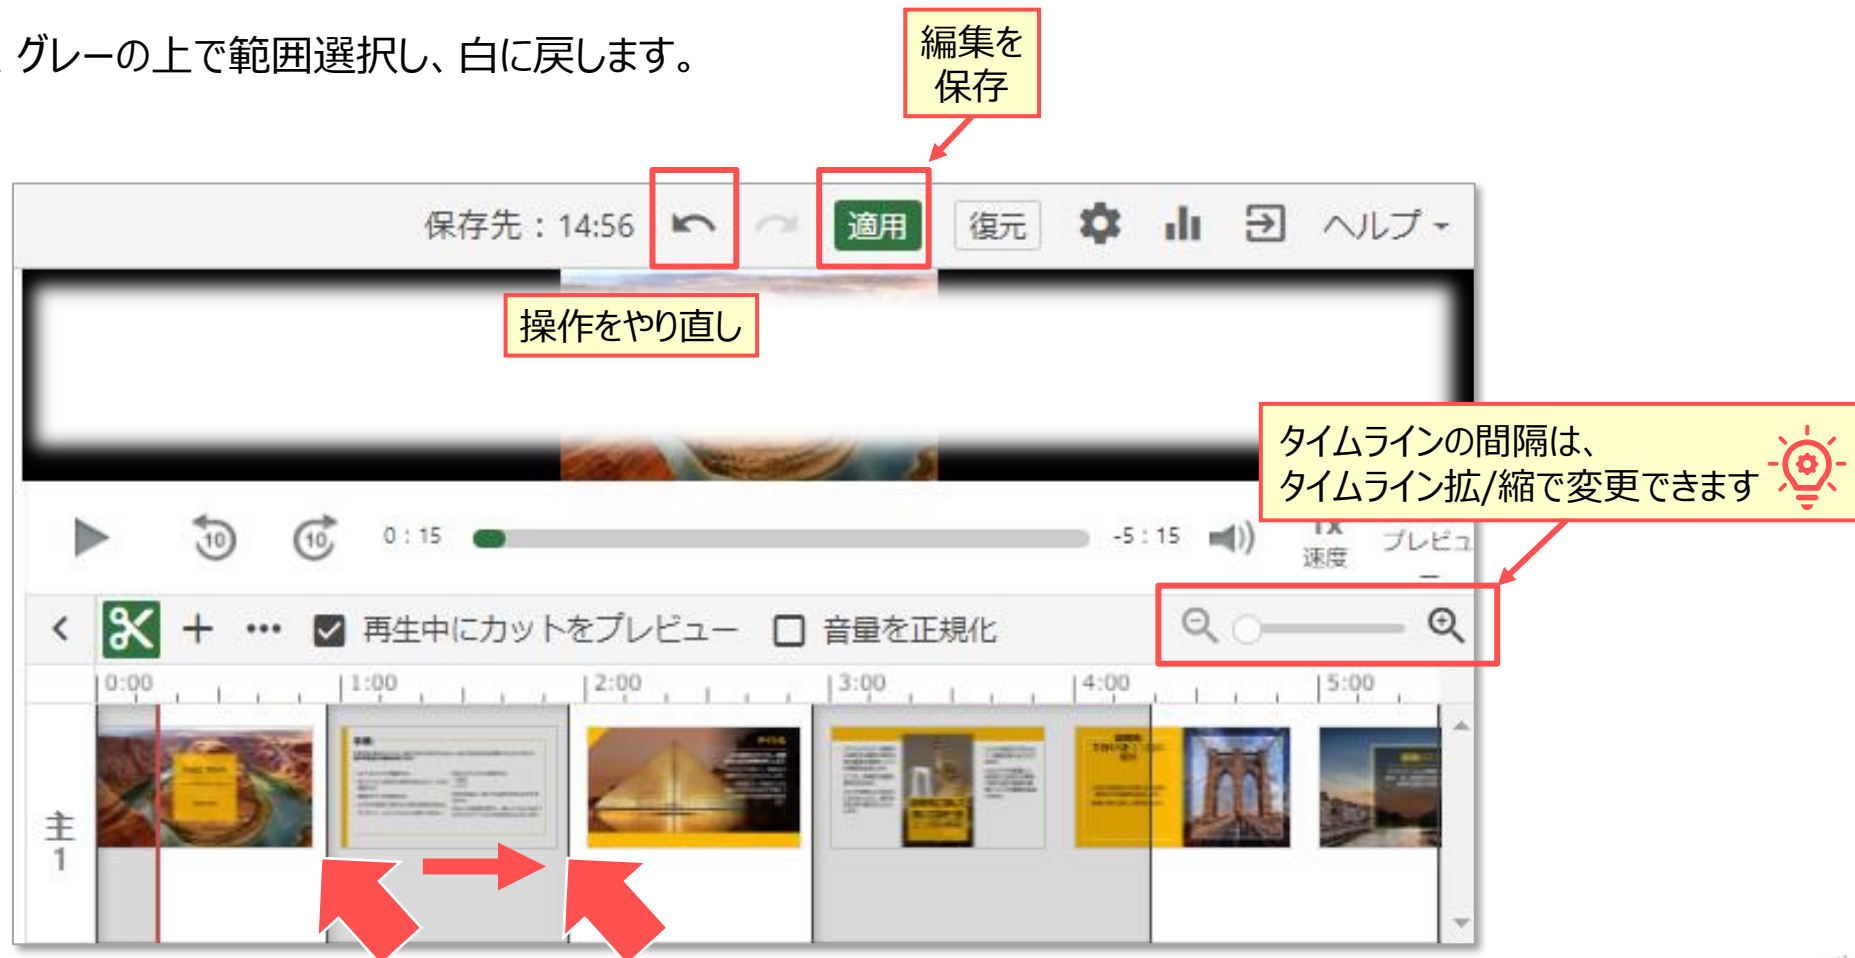 グレーの上で範囲選択し、白に戻します。
編集を
保存
保存先：14:56
適用
復元
ヘルプ
操作をやり直し
タイムラインの間隔は、
タイムライン拡/縮で変更できます
10
10
0：15
-5：15
1x
速度
プレビュ
ー
再生中にカットをプレビュー
音量を正規化
0:00 1:00 2:00 3:00 4:00 5:00
主
1